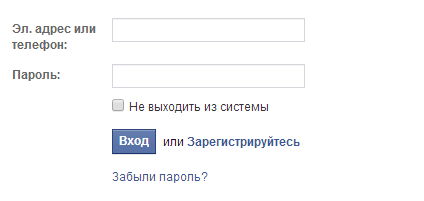 Эл. адрес или
телефон:
Пароль:
Не выходить из системы
Вход или Зарегистрируйтесь
Забыли пароль?